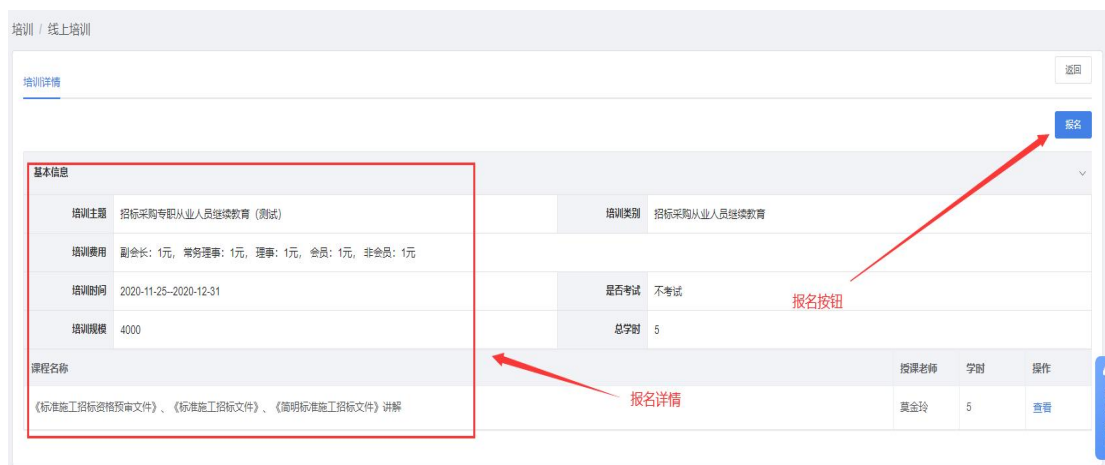 培训 / 线上培训
返回
培训详情
报名
基本信息
培训主题 招标采购专职从业人员继续教育（测试） 培训类别 招标采购从业人员继续教育
培训费用 副会长：1元，常务理事：1元，理事：1元，会员：1元，非会员：1元
培训时间 2020-11-25--2020-12-31 是否考试 不考试
报名按钮
培训规模 4000 总学时 5
课程名称 授课老师 学时 操作
报名详情
《标准施工招标资格预审文件》、《标准施工招标文件》、《简明标准施工招标文件》讲解 莫金玲 5 查看